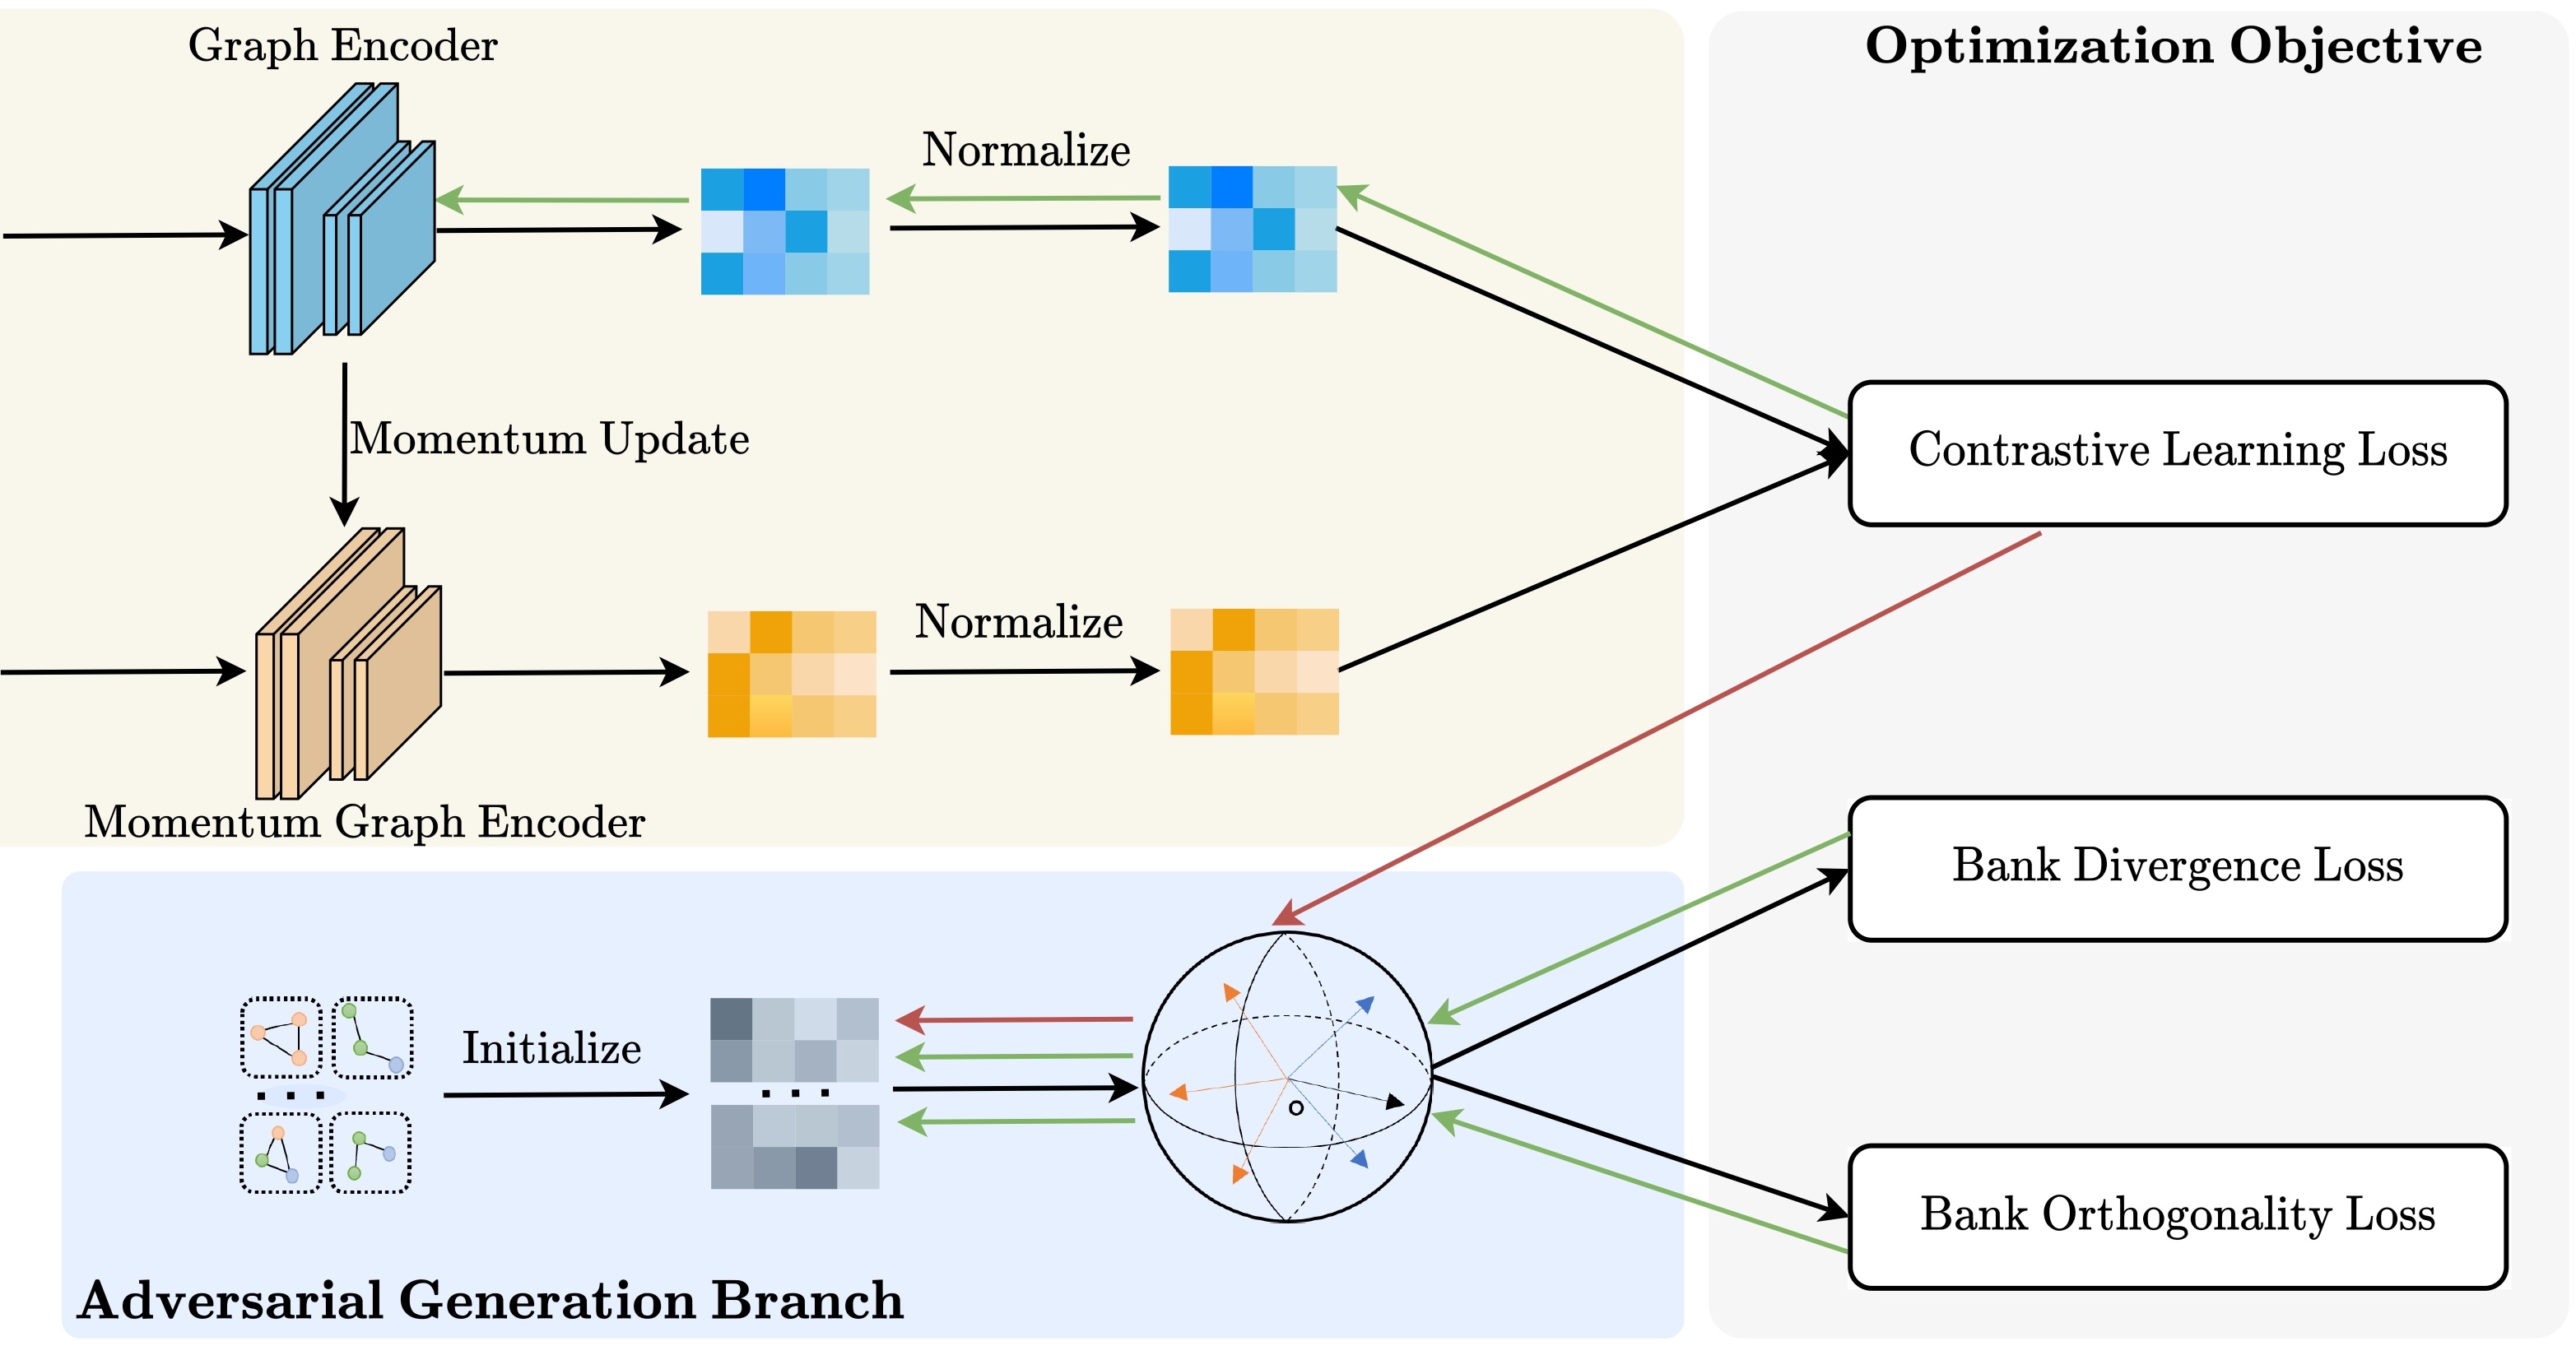 Graph Encoder
Optimization Objective
Normalize
Momentum Update
Contrastive Learning Loss
Normalize
Momentum Graph Encoder
Bank Divergence Loss
Initialize
O
Bank Orthogonality Loss
Adversarial Generation Branch